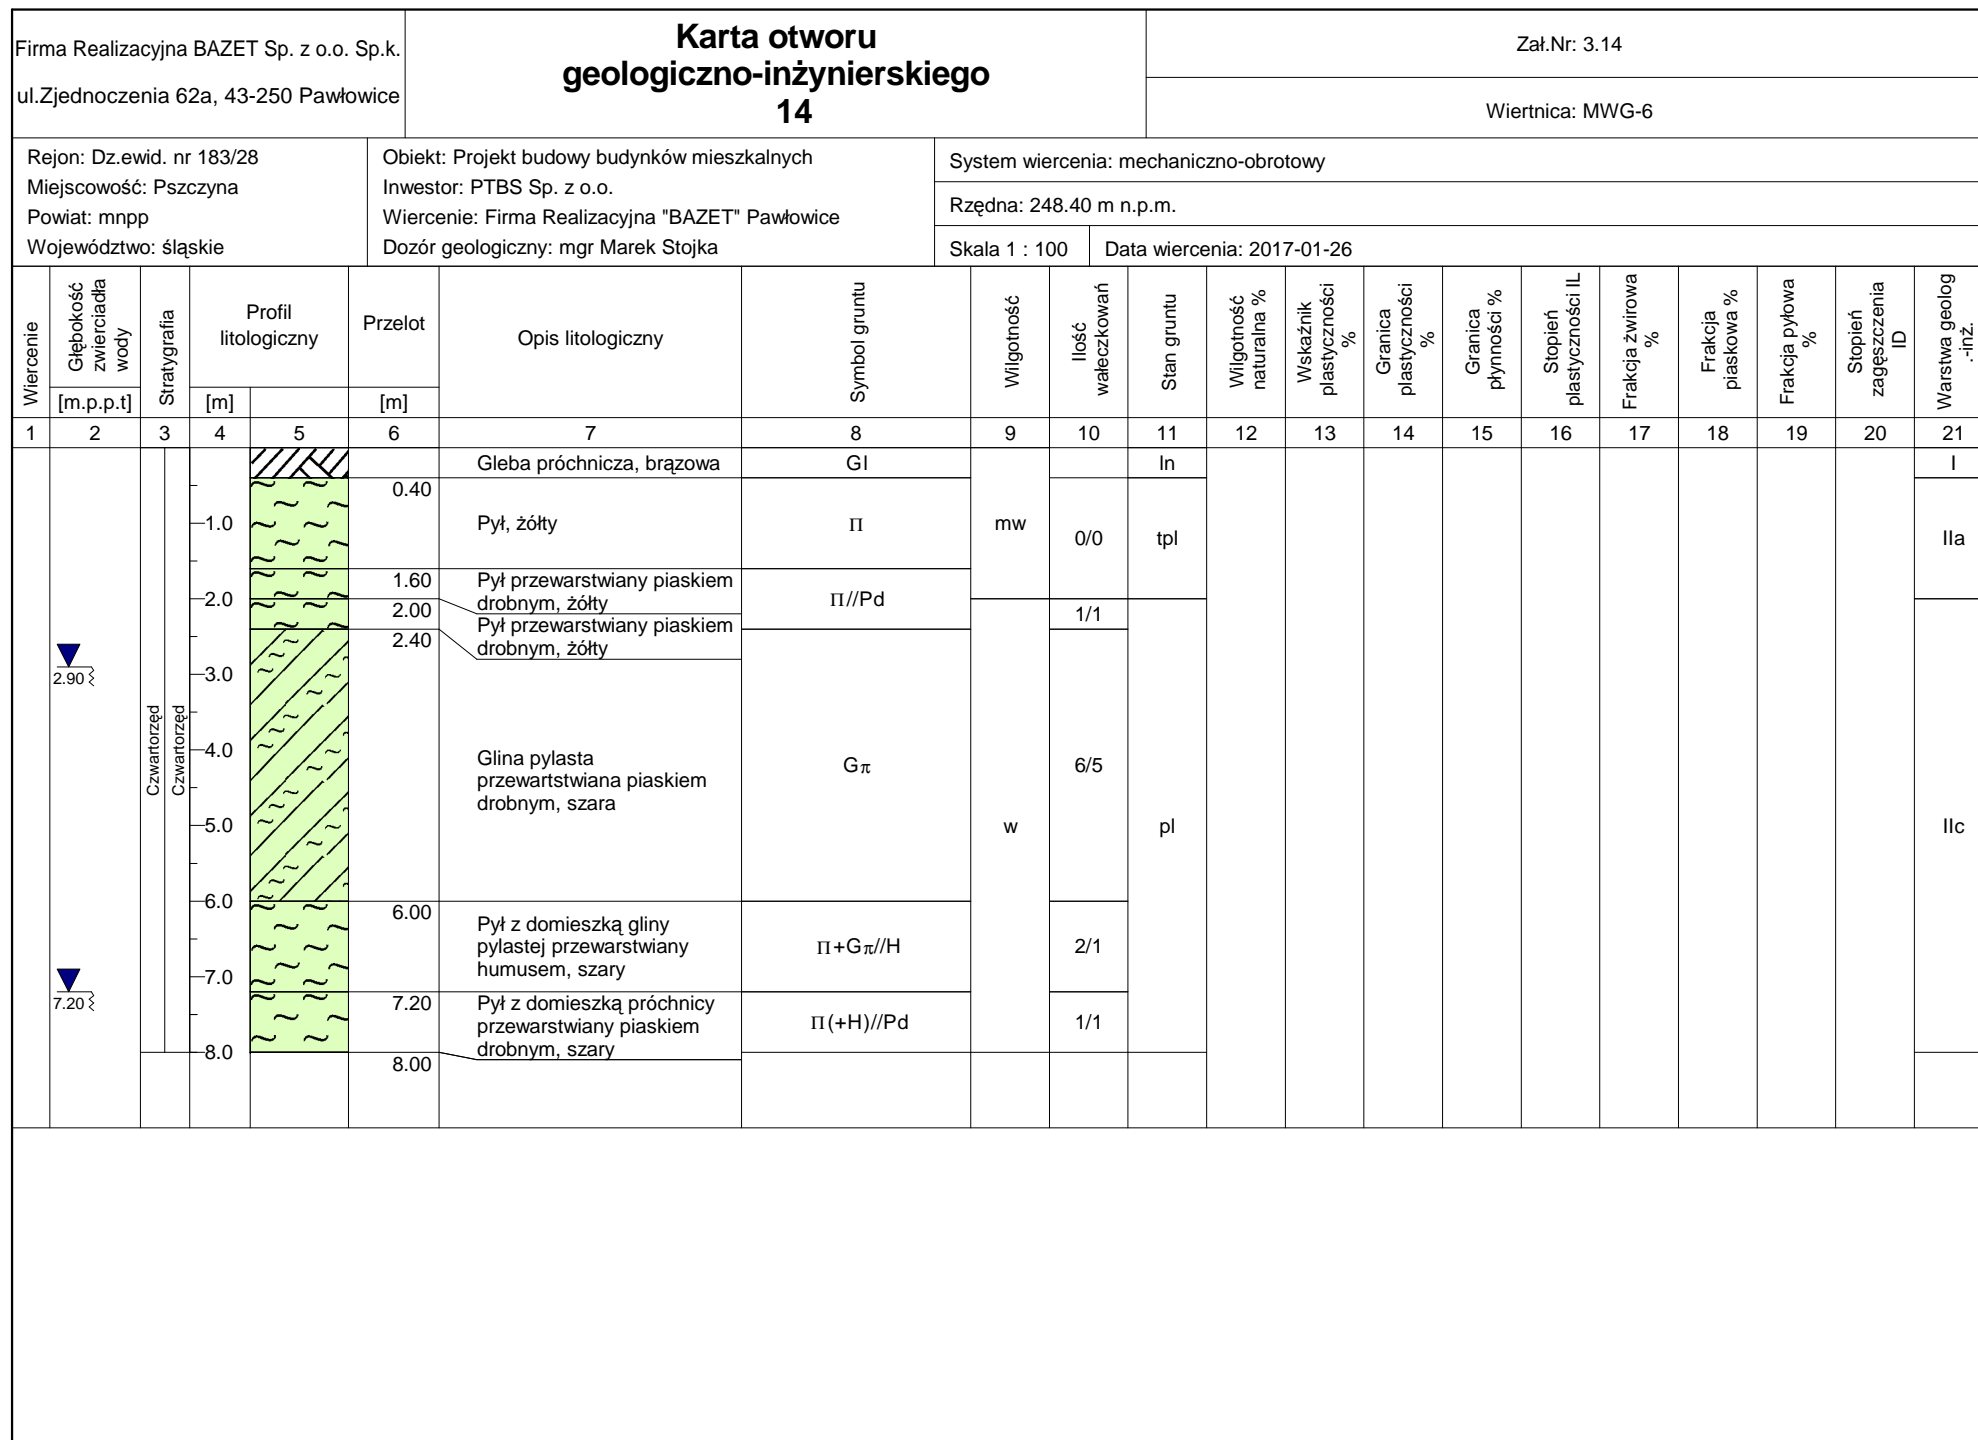 Firma Realizacyjna BAZET Sp. z o.o. Sp.k.
ul.Zjednoczenia 62a, 43-250 Pawłowice
Karta otworu
geologiczno-inżynierskiego
14
Zał.Nr: 3.14
Wiertnica: MWG-6
Rejon: Dz.ewid. nr 183/28
Miejscowość: Pszczyna
Powiat: mnpp
Województwo: śląskie
Obiekt: Projekt budowy budynków mieszkalnych
Inwestor: PTBS Sp. z o.o.
Wiercenie: Firma Realizacyjna "BAZET" Pawłowice
Dozór geologiczny: mgr Marek Stojka
System wiercenia: mechaniczno-obrotowy
Rzędna: 248.40 m n.p.m.
Skala 1 : 100
Data wiercenia: 2017-01-26
Wiercenie
Głębokość
zwierciadła
wody
[m.p.p.t]
Stratygrafia
Profil
litologiczny
[m]
Przelot
[m]
Opis litologiczny
Symbol gruntu
Wilgotność
Ilość
wałeczkowań
Stan gruntu
Wilgotność
naturalna %
Wskaźnik
plastyczności
%
Granica
plastyczności
%
Granica
płynności %
Stopień
plastyczności IL
Frakcja żwirowa
%
Frakcja
piaskowa %
Frakcja pyłowa
%
Stopień
zagęszczenia
ID
Warstwa geolog
.-inż.
1 2 3 4 5 6 7 8 9 10 11 12 13 14 15 16 17 18 19 20 21
Gleba próchnicza, brązowa GI In I
0.40
1.0 Pył, żółty Π mw 0/0 tpl IIa
1.60 Pył przewarstwiany piaskiem
drobnym, żółty
2.0 Π//Pd
2.00 Pył przewarstwiany piaskiem
drobnym, żółty
1/1
2.40
2.90
3.0
Czwartorzęd
Czwartorzęd
4.0
Glina pylasta
przewartstwiana piaskiem
drobnym, szara
Gπ 6/5
5.0 w pl IIc
6.0
6.00
Pył z domieszką gliny
pylastej przewarstwiany
humusem, szary
Π+Gπ//H 2/1
7.0
7.20
7.20 Pył z domieszką próchnicy
przewarstwiany piaskiem
drobnym, szary
Π(+H)//Pd 1/1
8.0
8.00